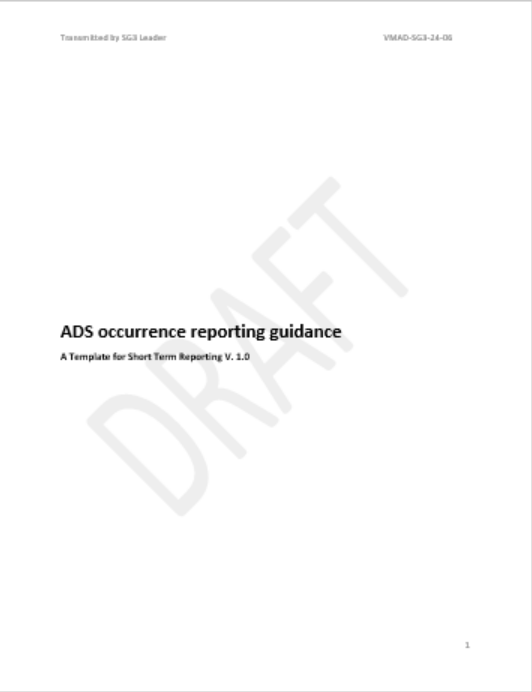 Transmitted by SG3 Leader VMAD-SG3-24-06
ADS occurrence reporting guidance
A Template for Short Term Reporting V. 1.0
DRAFT
1